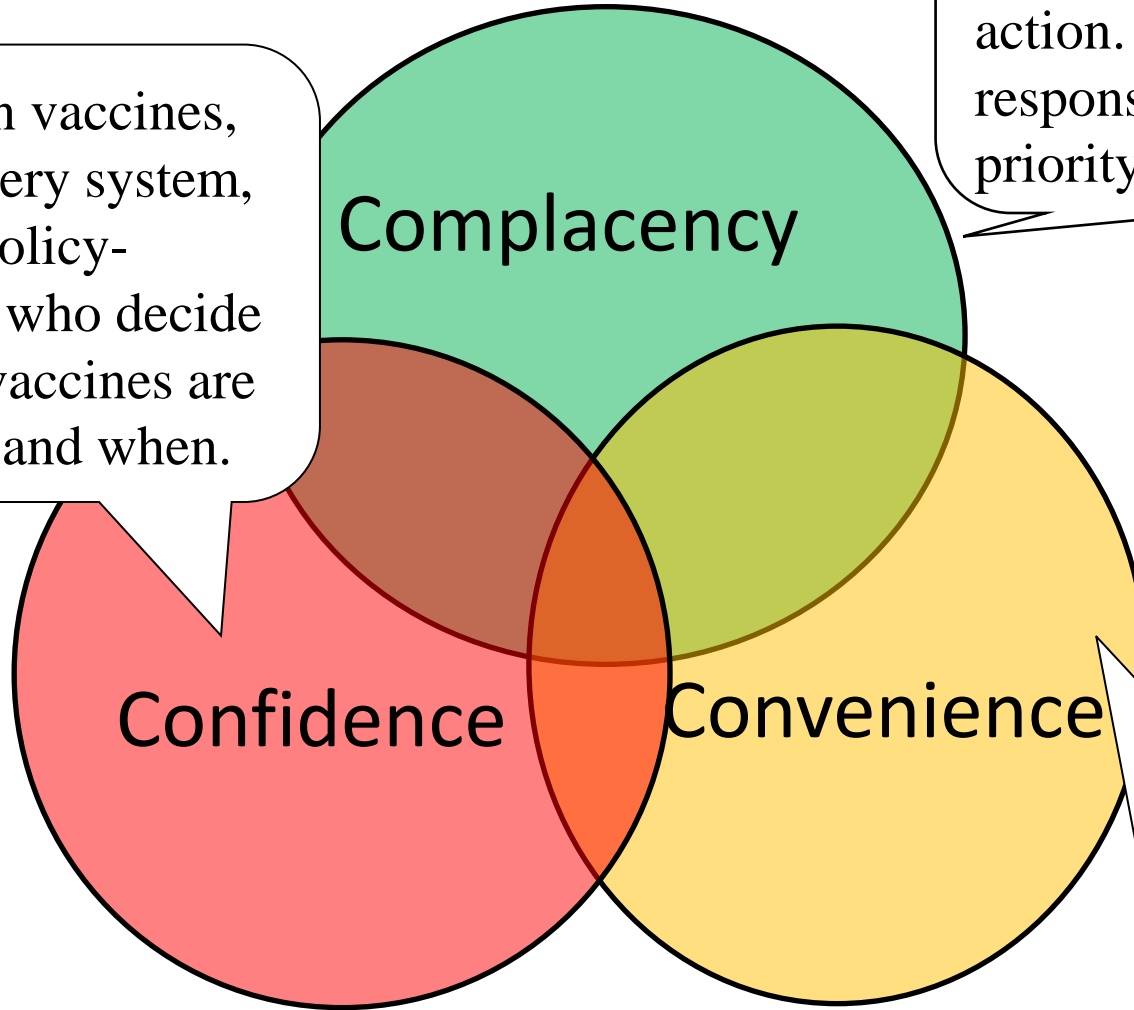 vaccines,
ery system,
olicy-
who decide
vaccines are
and when.
action.
respons
priority
Complacency
Confidence
Convenience